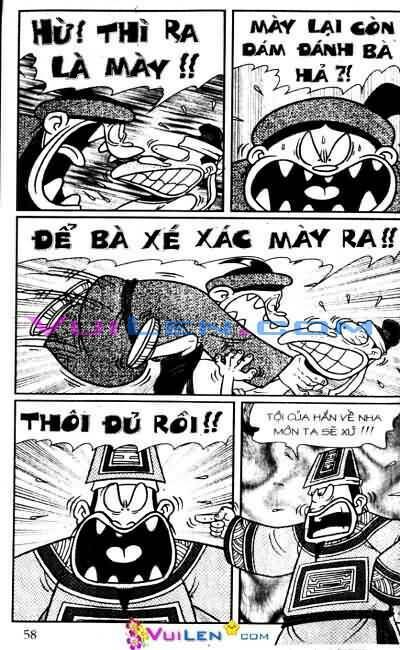 HỪ! THÌ RA
LÀ MÀY !!
MÀY LẠI CÒN
DÁM ĐÁNH BÀ
HẢ ?!
ĐỂ BÀ XÉ XÁC MÀY RA !!
VUILEN.COM
THÔI ĐỦ RỒI !!
TỘI CỦA HẮN VỀ NHA
MÔN TA SẼ XỬ !!!
58
VUILEN.COM